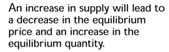 An increase in supply will lead to
a decrease in the equilibrium
price and an increase in the
equilibrium quantity.